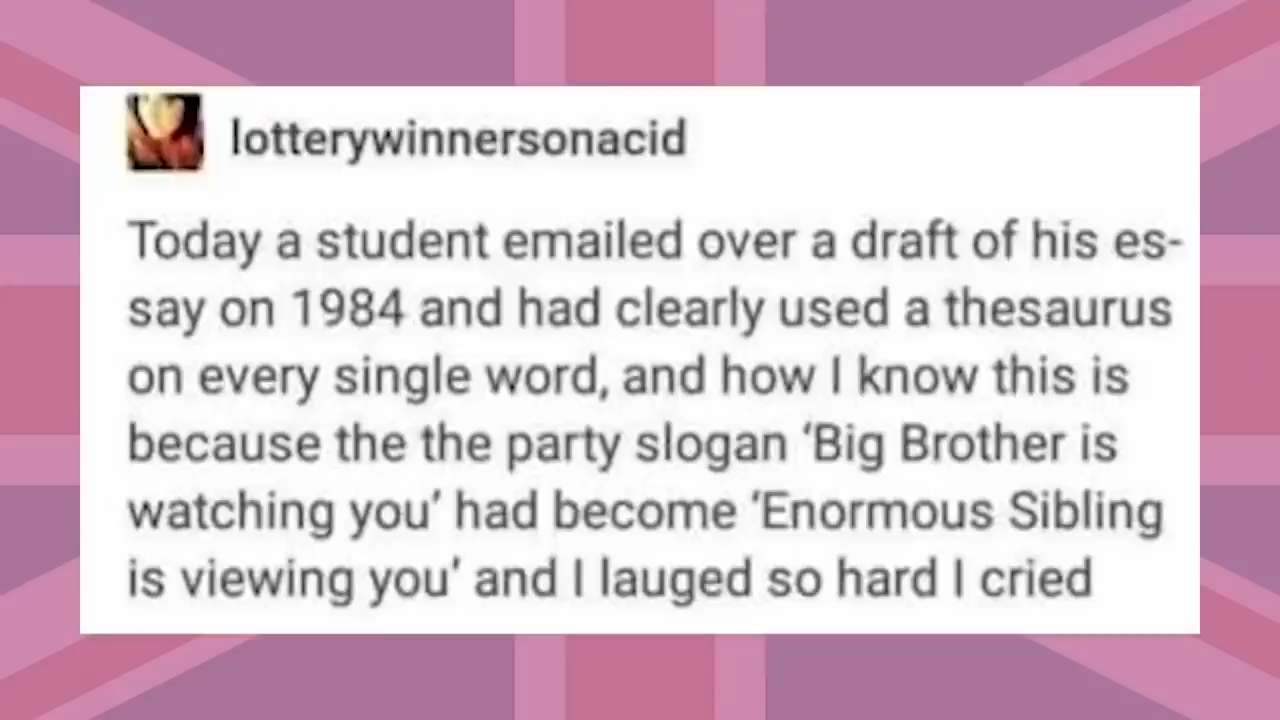 lotterywinnersonacid
Today a student emailed over a draft of his es-
say on 1984 and had clearly used a thesaurus
on every single word, and how I know this is
because the the party slogan ‘Big Brother is
watching you’ had become ‘Enormous Sibling
is viewing you’ and I lauged so hard I cried